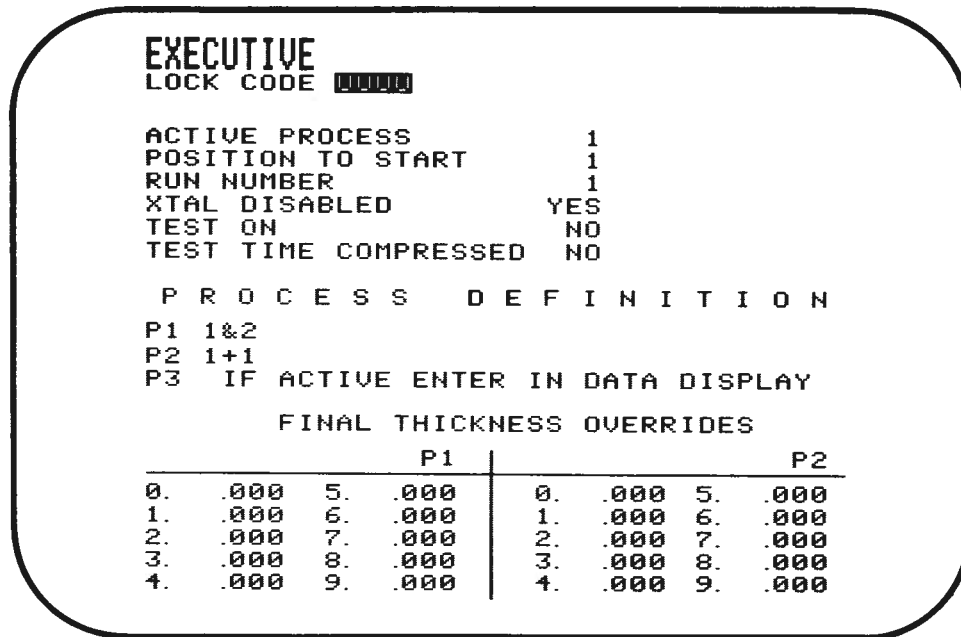 EXECUTIVE
LOCK CODE
ACTIVE PROCESS 1
POSITION TO START 1
RUN NUMBER 1
XTAL DISABLED YES
TEST ON NO
TEST TIME COMPRESSED NO
PROCESS DEFINITION
P1 1&2
P2 1+1
P3 IF ACTIVE ENTER IN DATA DISPLAY
FINAL THICKNESS OVERRIDES
P1 P2
0. .000 5. .000 0. .000 5. .000
1. .000 6. .000 1. .000 6. .000
2. .000 7. .000 2. .000 7. .000
3. .000 8. .000 3. .000 8. .000
4. .000 9. .000 4. .000 9. .000